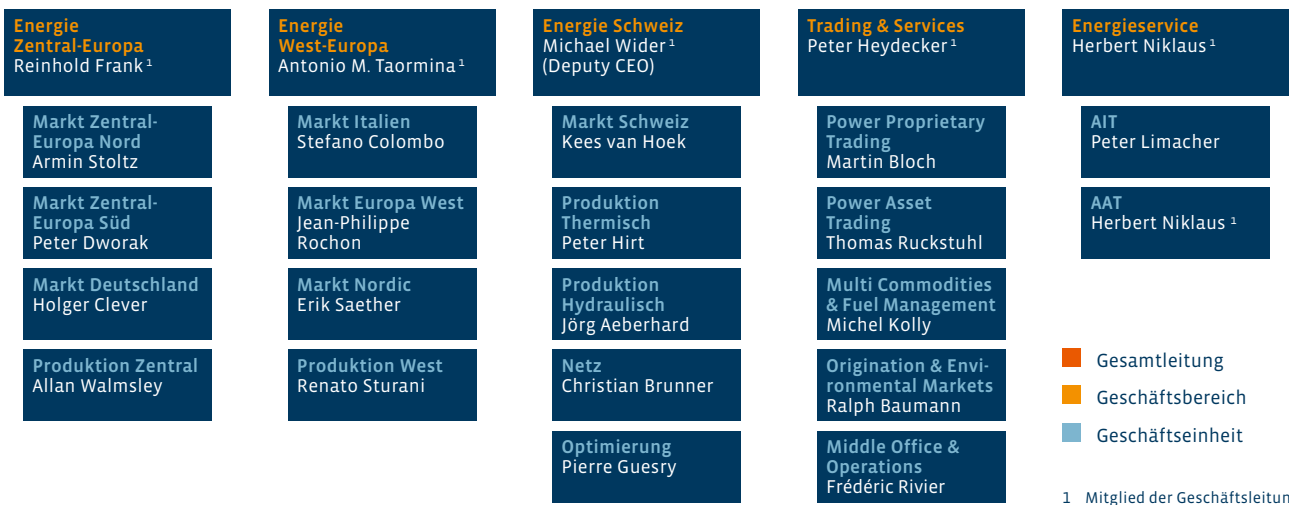 Energie
Zentral-Europa
Reinhold Frank ¹
Markt Zentral-
Europa Nord
Armin Stoltz
Markt Zentral-
Europa Süd
Peter Dworak
Markt Deutschland
Holger Clever
Produktion Zentral
Allan Walmsley
Energie
West-Europa
Antonio M. Taormina ¹
Markt Italien
Stefano Colombo
Markt Europa West
Jean-Philippe
Rochon
Markt Nordic
Erik Saether
Produktion West
Renato Sturani
Energie Schweiz
Michael Wider ¹
(Deputy CEO)
Markt Schweiz
Kees van Hoek
Produktion
Thermisch
Peter Hirt
Produktion
Hydraulisch
Jörg Aeberhard
Netz
Christian Brunner
Optimierung
Pierre Guesry
Trading & Services
Peter Heydecker ¹
Power Proprietary
Trading
Martin Bloch
Power Asset
Trading
Thomas Ruckstuhl
Multi Commodities
& Fuel Management
Michel Kolly
Origination & Envi-
ronmental Markets
Ralph Baumann
Middle Office &
Operations
Frédéric Rivier
Energieservice
Herbert Niklaus ¹
AIT
Peter Limacher
AAT
Herbert Niklaus ¹
Gesamtleitung
Geschäftsbereich
Geschäftseinheit
1 Mitglied der Geschäftsleitun